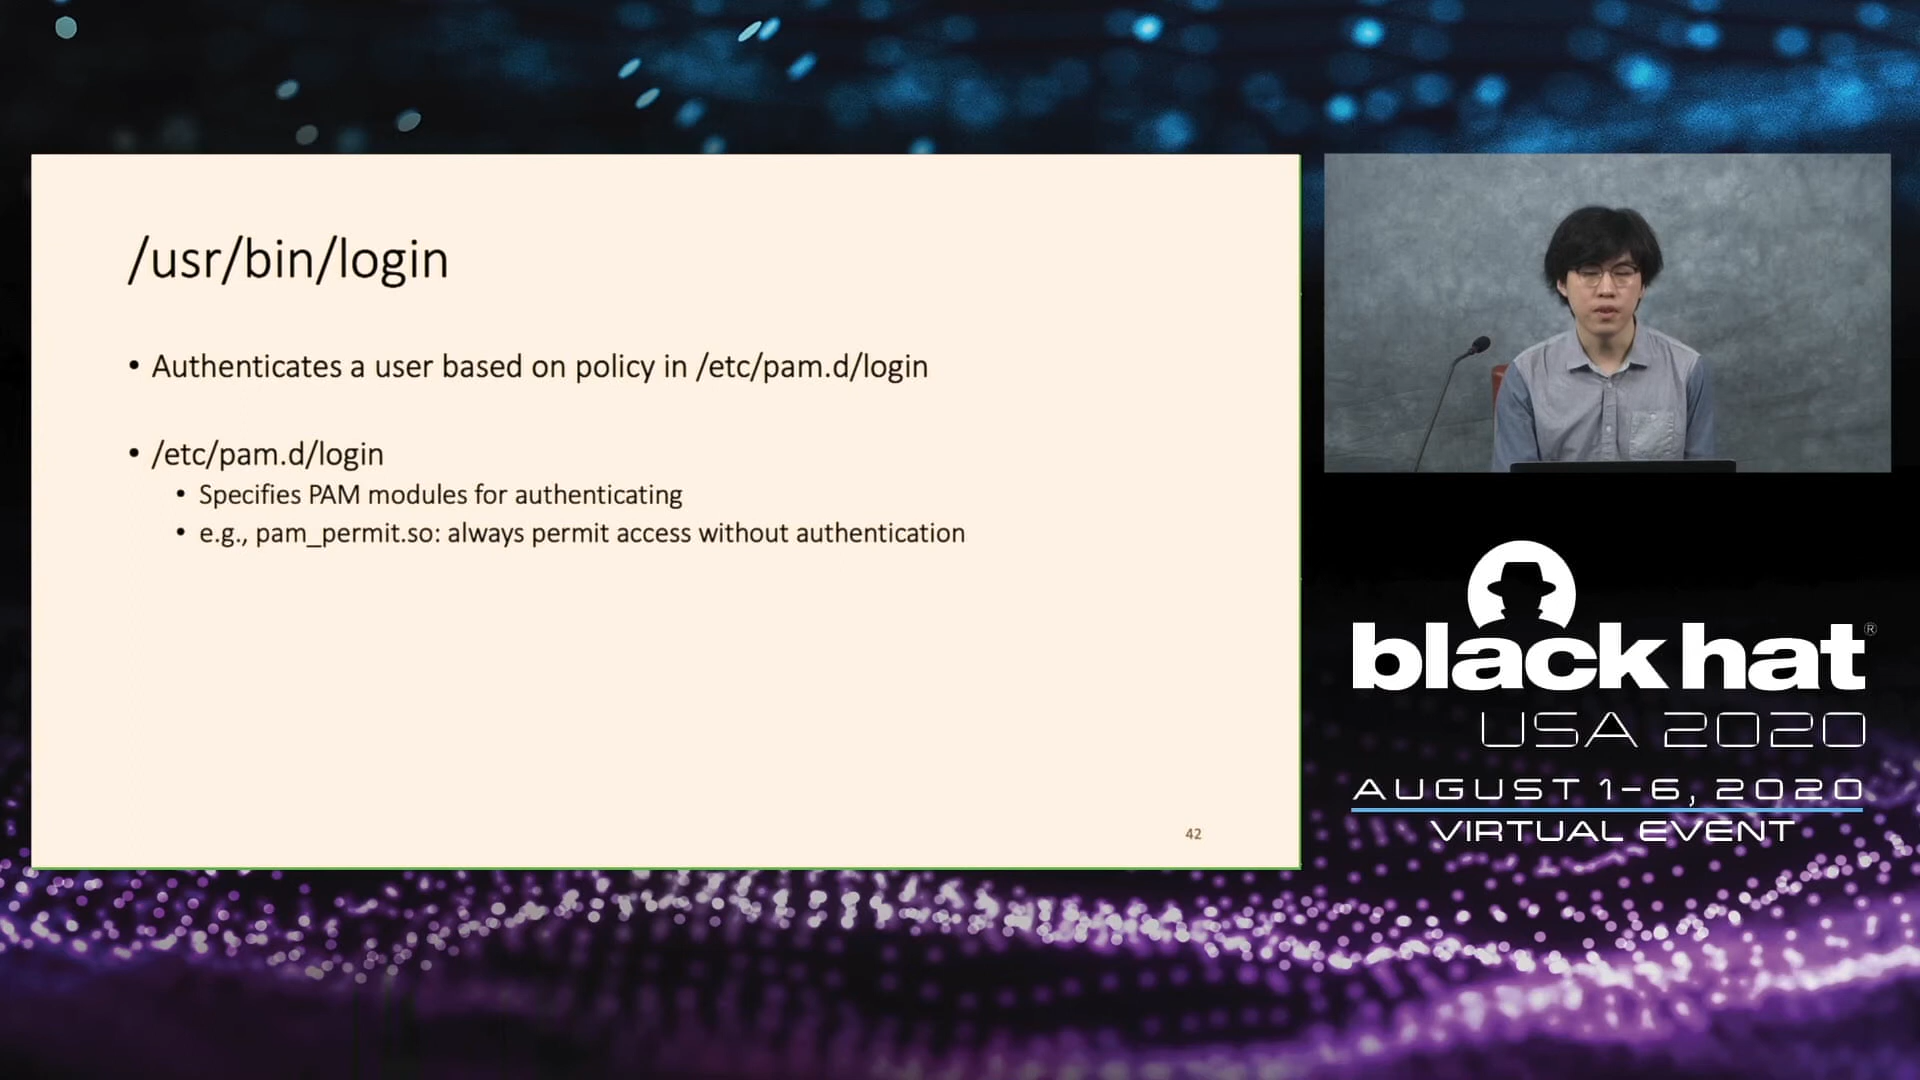 /usr/bin/login
• Authenticates a user based on policy in /etc/pam.d/login
• /etc/pam.d/login
• Specifies PAM modules for authenticating
• e.g., pam_permit.so: always permit access without authentication
42
black hat®
USA 2020
AUGUST 1-6, 2020
VIRTUAL EVENT